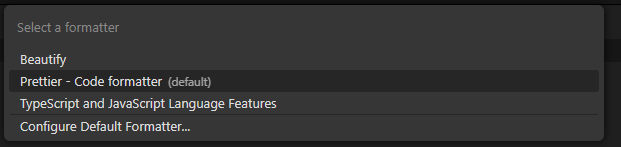 Select a formatter
Beautify
Prettier - Code formatter (default)
TypeScript and JavaScript Language Features
Configure Default Formatter...